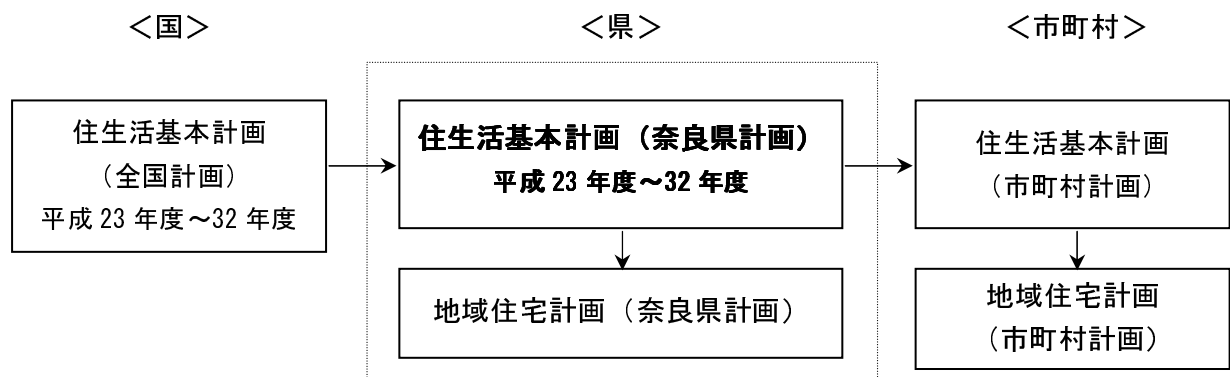 ＜国＞
＜県＞
＜市町村＞
住生活基本計画
（全国計画）
平成 23 年度～32 年度
住生活基本計画（奈良県計画）
平成 23 年度～32 年度
地域住宅計画（奈良県計画）
住生活基本計画
（市町村計画）
地域住宅計画
（市町村計画）